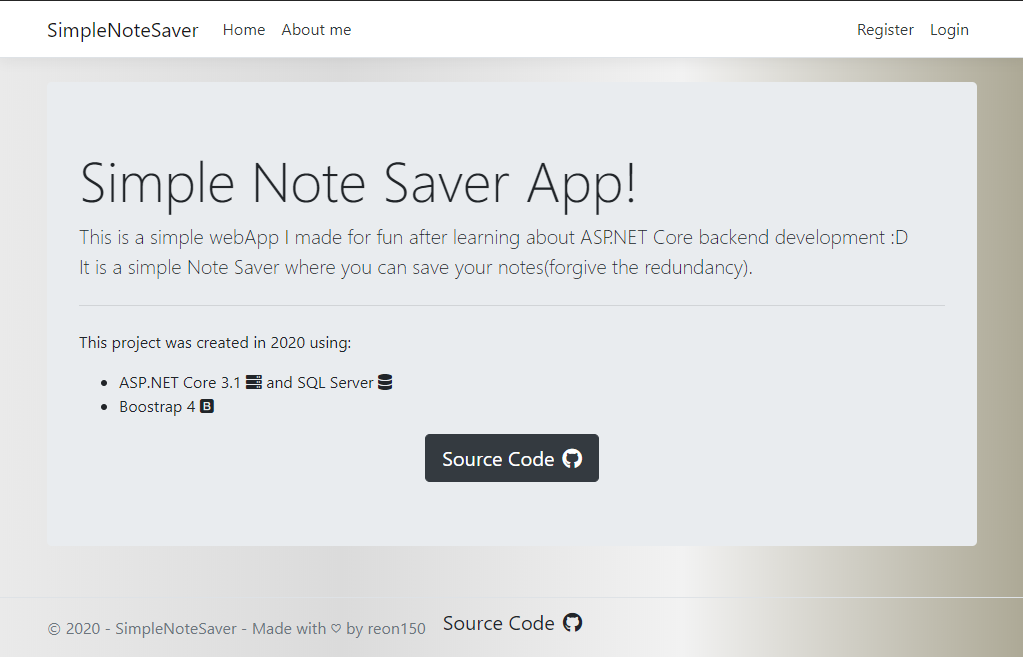 SimpleNoteSaver Home About me Register Login
Simple Note Saver App!
This is a simple webApp I made for fun after learning about ASP.NET Core backend development :D
It is a simple Note Saver where you can save your notes(forgive the redundancy).
This project was created in 2020 using:
ASP.NET Core 3.1 and SQL Server
Boostrap 4 B
Source Code
© 2020 - SimpleNoteSaver - Made with ♡ by reon150 Source Code